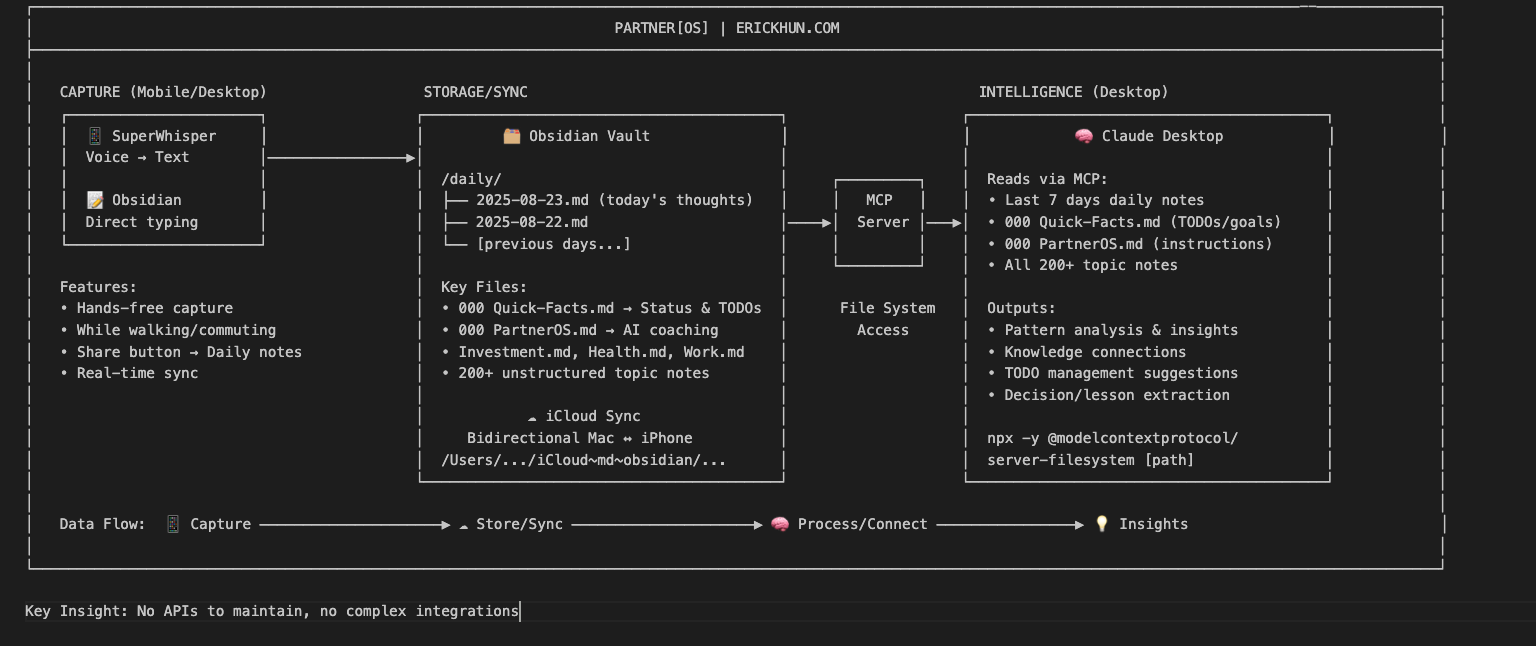 PARTNER[OS] | ERICKHUN.COM
CAPTURE (Mobile/Desktop)
📱 SuperWhisper
Voice → Text
📝 Obsidian
Direct typing
Features:
• Hands-free capture
• While walking/commuting
• Share button → Daily notes
• Real-time sync
STORAGE/SYNC
🗂️ Obsidian Vault
/daily/
├── 2025-08-23.md (today's thoughts)
├── 2025-08-22.md
└── [previous days...]
Key Files:
• 000 Quick-Facts.md → Status & TODOs
• 000 PartnerOS.md → AI coaching
• Investment.md, Health.md, Work.md
• 200+ unstructured topic notes
☁ iCloud Sync
Bidirectional Mac ↔ iPhone
/Users/.../iCloud~md~obsidian/...
MCP
Server
File System
Access
INTELLIGENCE (Desktop)
🧠 Claude Desktop
Reads via MCP:
• Last 7 days daily notes
• 000 Quick-Facts.md (TODOs/goals)
• 000 PartnerOS.md (instructions)
• All 200+ topic notes
Outputs:
• Pattern analysis & insights
• Knowledge connections
• TODO management suggestions
• Decision/lesson extraction
npx -y @modelcontextprotocol/
server-filesystem [path]
Data Flow: 📱 Capture ──► ☁ Store/Sync ──► 🧠 Process/Connect ──► 💡 Insights
Key Insight: No APIs to maintain, no complex integrations